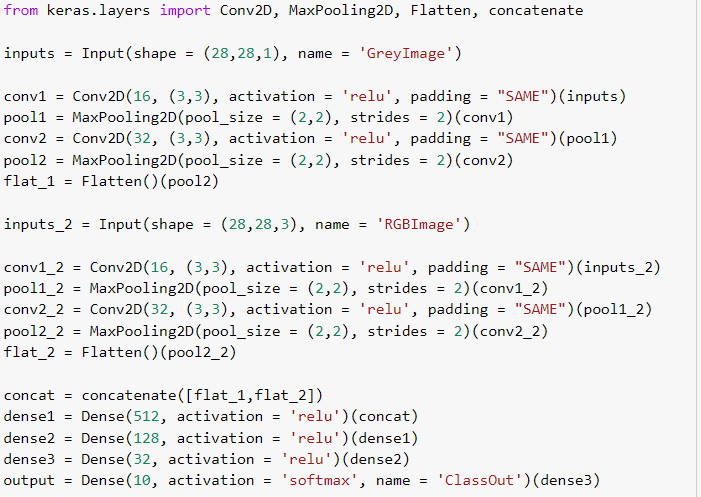 from keras.layers import Conv2D, MaxPooling2D, Flatten, concatenate
inputs = Input(shape = (28,28,1), name = 'GreyImage')
conv1 = Conv2D(16, (3,3), activation = 'relu', padding = "SAME")(inputs)
pool1 = MaxPooling2D(pool_size = (2,2), strides = 2)(conv1)
conv2 = Conv2D(32, (3,3), activation = 'relu', padding = "SAME")(pool1)
pool2 = MaxPooling2D(pool_size = (2,2), strides = 2)(conv2)
flat_1 = Flatten()(pool2)
inputs_2 = Input(shape = (28,28,3), name = 'RGBImage')
conv1_2 = Conv2D(16, (3,3), activation = 'relu', padding = "SAME")(inputs_2)
pool1_2 = MaxPooling2D(pool_size = (2,2), strides = 2)(conv1_2)
conv2_2 = Conv2D(32, (3,3), activation = 'relu', padding = "SAME")(pool1_2)
pool2_2 = MaxPooling2D(pool_size = (2,2), strides = 2)(conv2_2)
flat_2 = Flatten()(pool2_2)
concat = concatenate([flat_1,flat_2])
dense1 = Dense(512, activation = 'relu')(concat)
dense2 = Dense(128, activation = 'relu')(dense1)
dense3 = Dense(32, activation = 'relu')(dense2)
output = Dense(10, activation = 'softmax', name = 'ClassOut')(dense3)